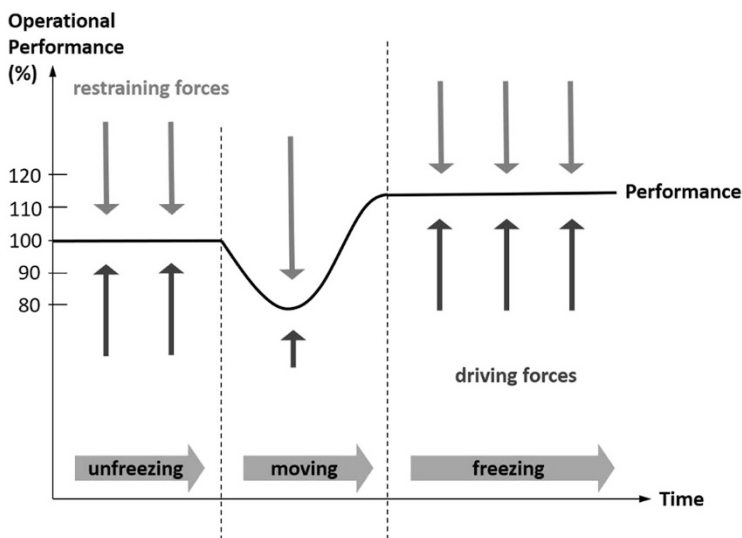 Operational
Performance
(%)
restraining forces
120
110
100
90
80
Performance
driving forces
unfreezing
moving
freezing
Time